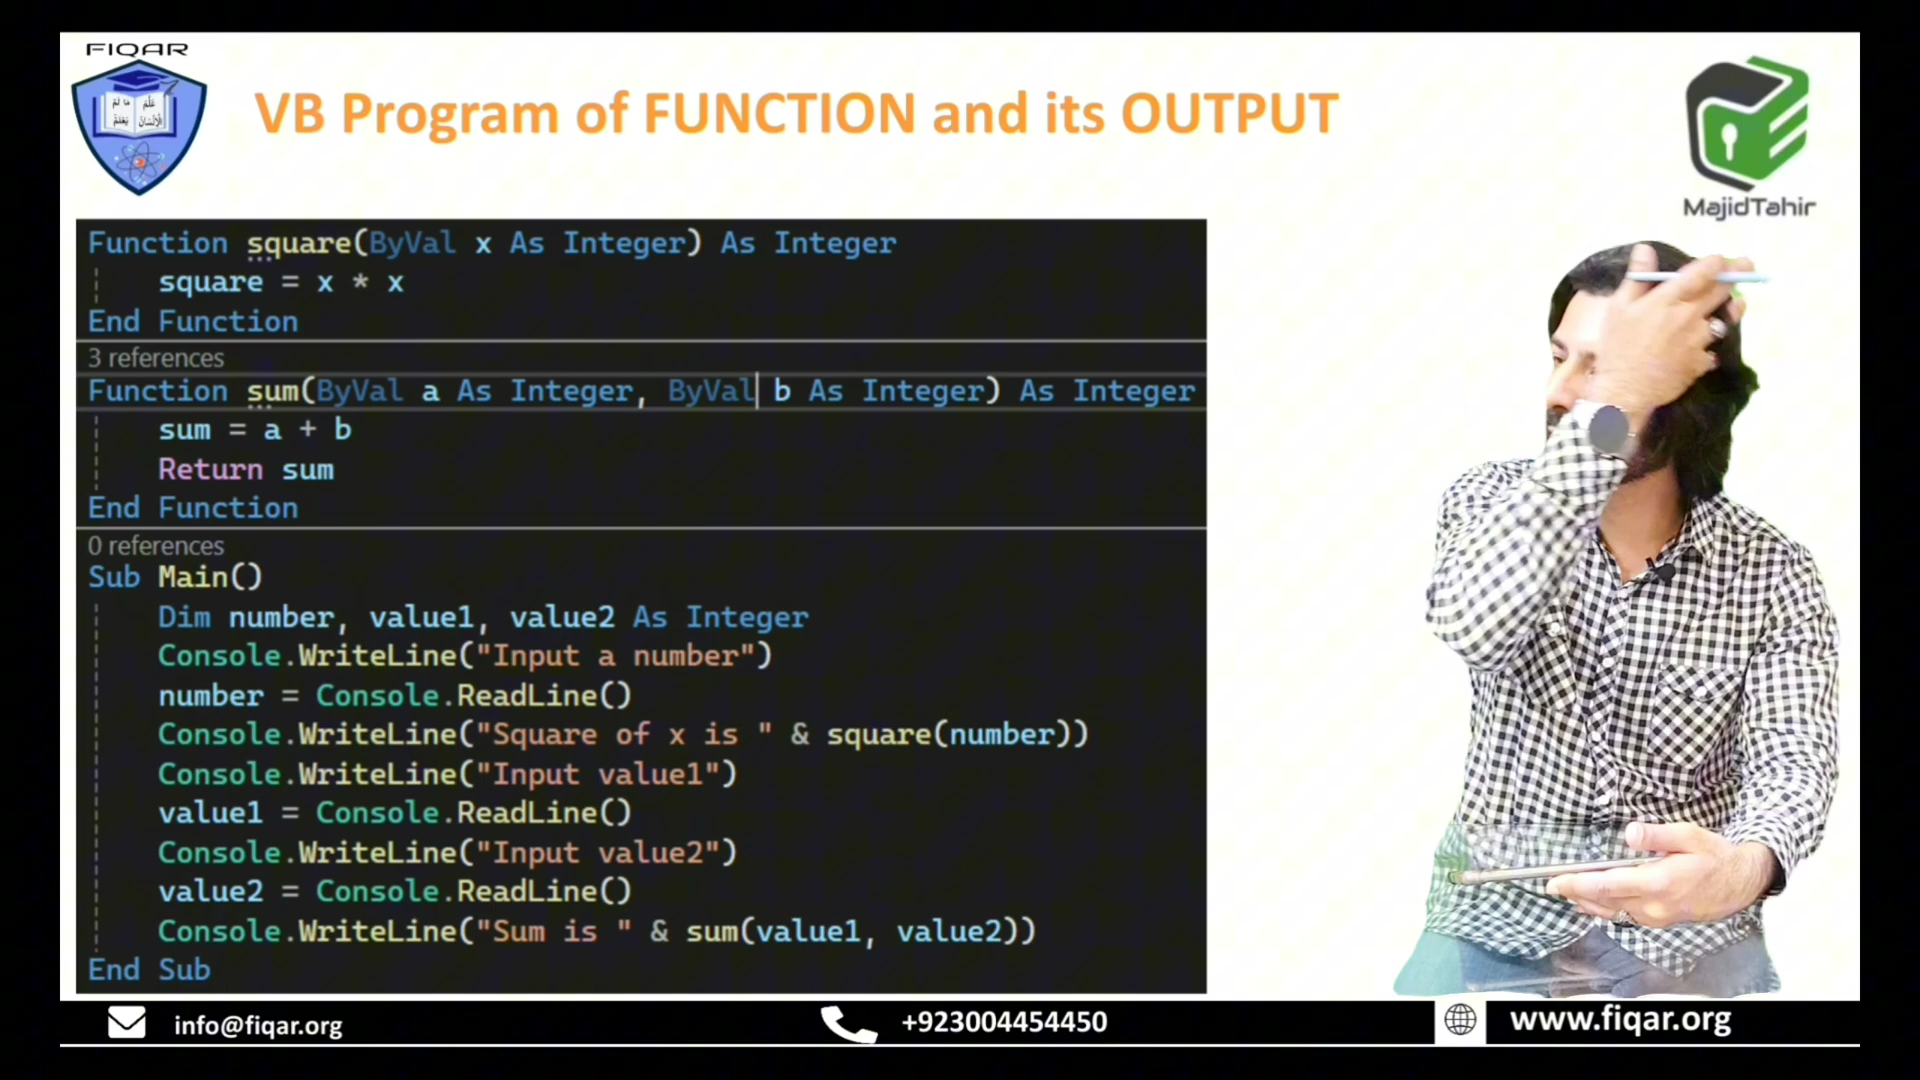 FIQAR
عَلَّمَ
مَا لَمْ
الْاِنْسَانَ
يَعْلَمْ
VB Program of FUNCTION and its OUTPUT
MajidTahir
Function square(ByVal x As Integer) As Integer
square = x * x
End Function
3 references
Function sum(ByVal a As Integer, ByVal b As Integer) As Integer
sum = a + b
Return sum
End Function
0 references
Sub Main()
Dim number, value1, value2 As Integer
Console.WriteLine("Input a number")
number = Console.ReadLine()
Console.WriteLine("Square of x is " & square(number))
Console.WriteLine("Input value1")
value1 = Console.ReadLine()
Console.WriteLine("Input value2")
value2 = Console.ReadLine()
Console.WriteLine("Sum is " & sum(value1, value2))
End Sub
info@fiqar.org
+923004454450
www.fiqar.org